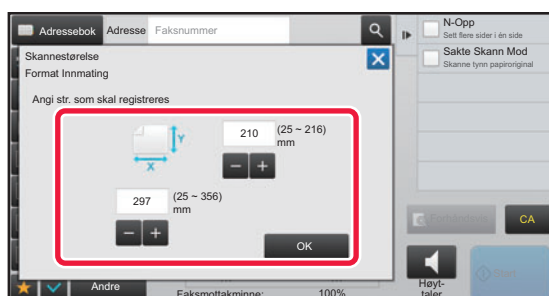 Adressebok
Adresse
Faksnummer
N-Opp
Sett flere sider i én side
Sakte Skann Mod
Skanne tynn papiroriginal
Skannestørelse
Format Innmating
Angi str. som skal registreres
Y
X
210
(25 ~ 216)
mm
297
(25 ~ 356)
mm
OK
Forhåndsvis
CA
Start
Høyt-
taler
Andre
Faksmottakminne:
100%